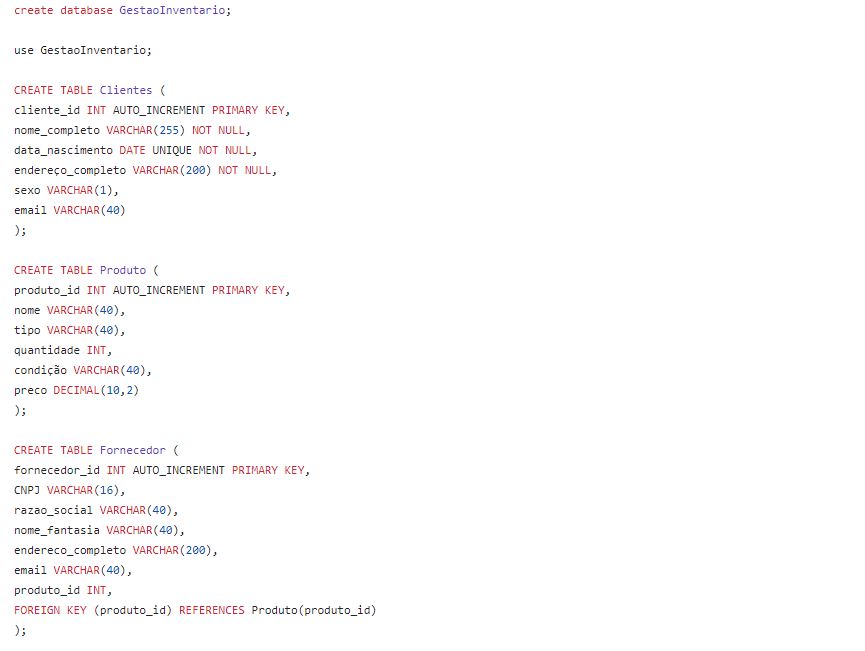 create database GestaoInventario;
use GestaoInventario;
CREATE TABLE Clientes (
cliente_id INT AUTO_INCREMENT PRIMARY KEY,
nome_completo VARCHAR(255) NOT NULL,
data_nascimento DATE UNIQUE NOT NULL,
endereço_completo VARCHAR(200) NOT NULL,
sexo VARCHAR(1),
email VARCHAR(40)
);
CREATE TABLE Produto (
produto_id INT AUTO_INCREMENT PRIMARY KEY,
nome VARCHAR(40),
tipo VARCHAR(40),
quantidade INT,
condição VARCHAR(40),
preco DECIMAL(10,2)
);
CREATE TABLE Fornecedor (
fornecedor_id INT AUTO_INCREMENT PRIMARY KEY,
CNPJ VARCHAR(16),
razao_social VARCHAR(40),
nome_fantasia VARCHAR(40),
endereco_completo VARCHAR(200),
email VARCHAR(40),
produto_id INT,
FOREIGN KEY (produto_id) REFERENCES Produto(produto_id)
);